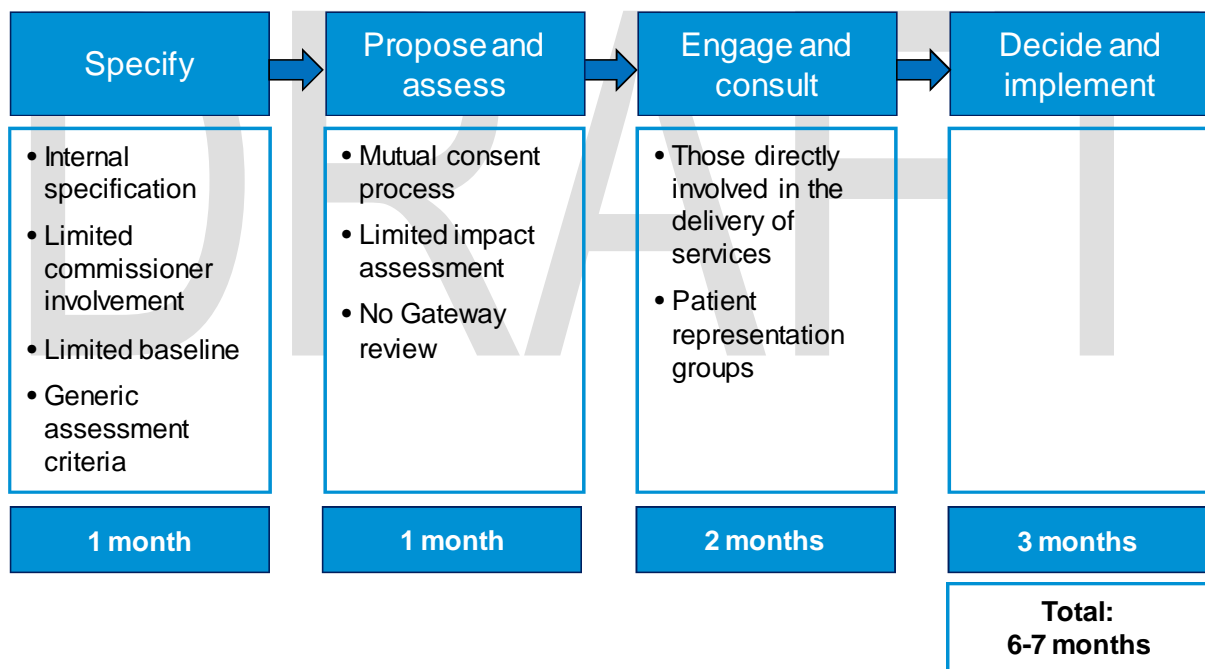 DRAFT
Specify
Propose and
assess
Engage and
consult
Decide and
implement
• Internal
specification
• Limited
commissioner
involvement
• Limited baseline
• Generic
assessment
criteria
• Mutual consent
process
• Limited impact
assessment
• No Gateway
review
• Those directly
involved in the
delivery of
services
• Patient
representation
groups
1 month
1 month
2 months
3 months
Total:
6-7 months